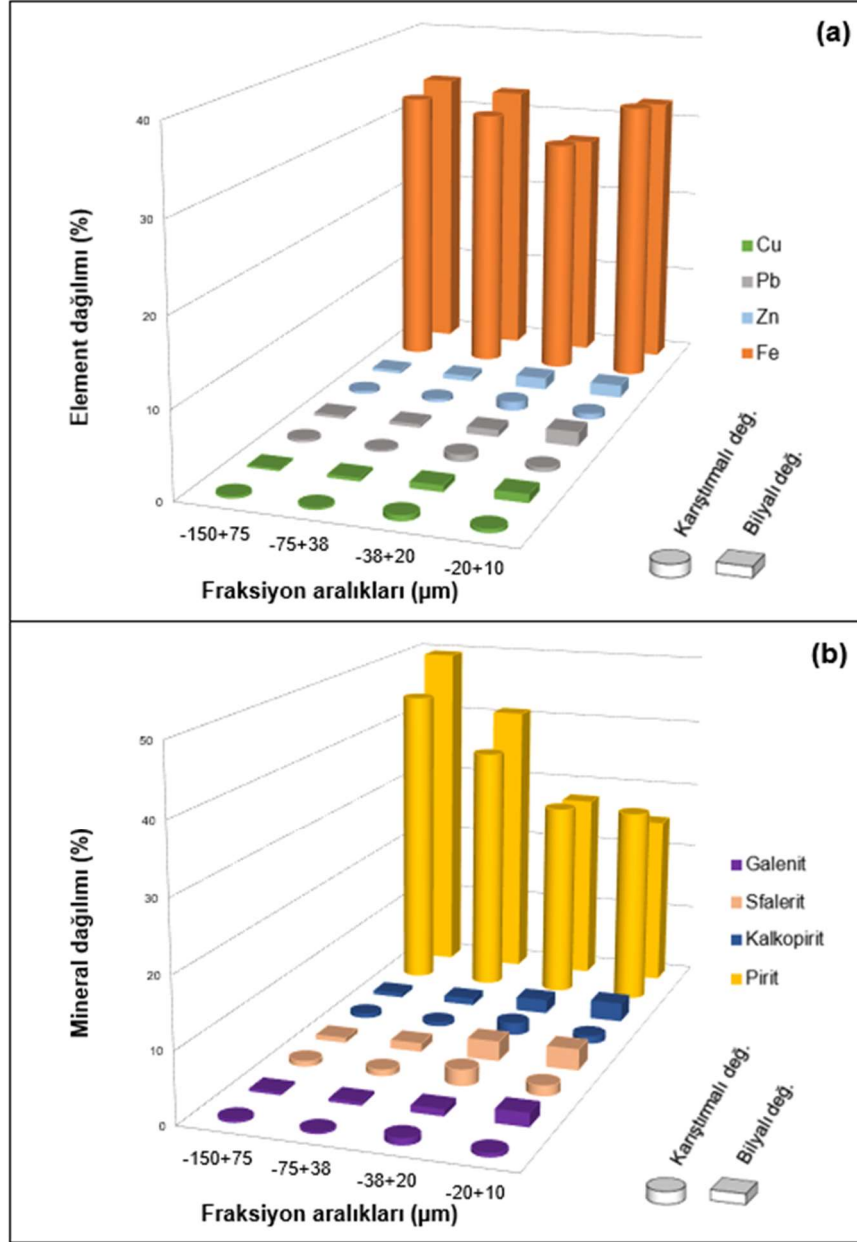 (a)
Element dağılımı (%)
40
30
20
10
0
-150+75
-75+38
-38+20
-20+10
Fraksiyon aralıkları (µm)
Cu
Pb
Zn
Fe
Karıştırmalı değ.
Bilyalı değ.
(b)
Mineral dağılımı (%)
50
40
30
20
10
0
-150+75
-75+38
-38+20
-20+10
Fraksiyon aralıkları (µm)
Galenit
Sfalerit
Kalkopirit
Pirit
Karıştırmalı değ.
Bilyalı değ.